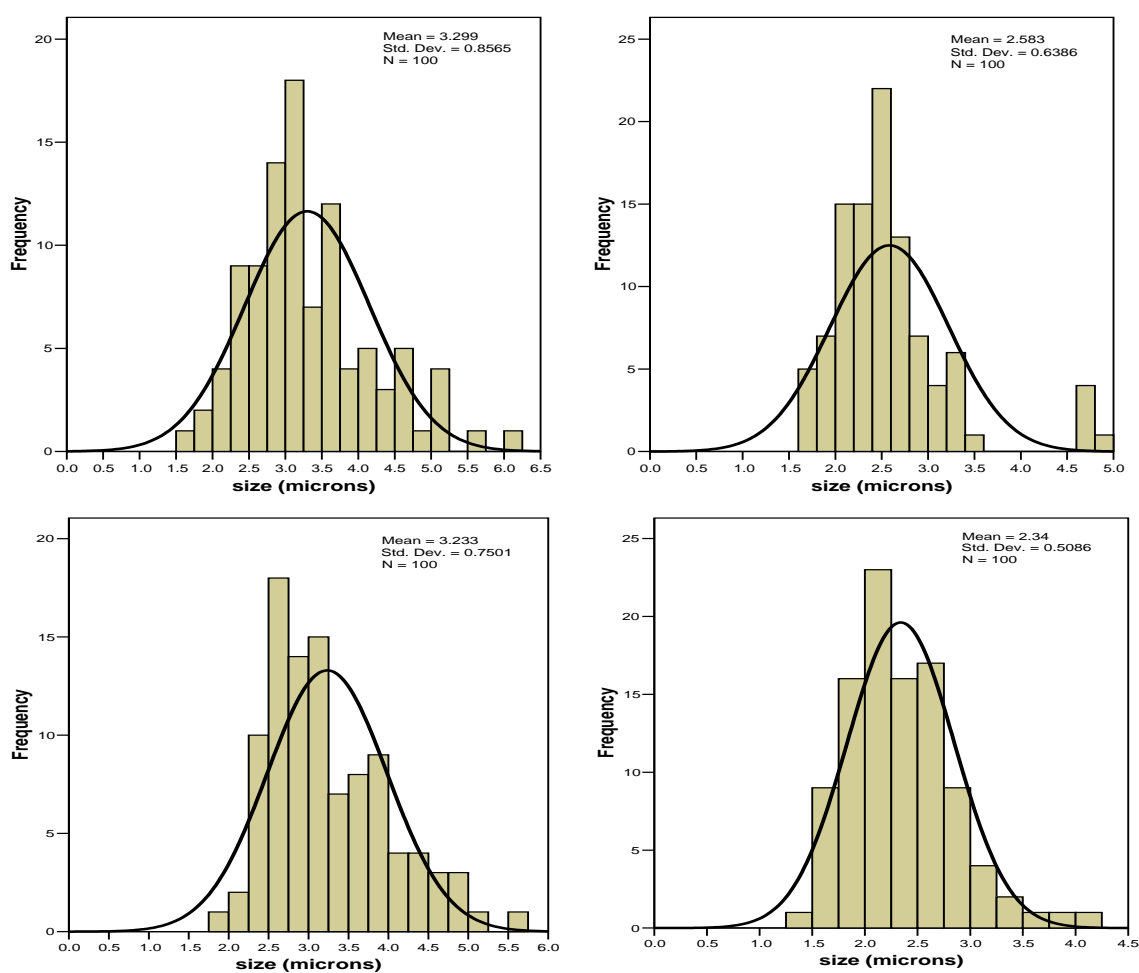 Mean = 3.299
Std. Dev. = 0.8565
N = 100
20
15
10
5
0
Frequency
0.0 0.5 1.0 1.5 2.0 2.5 3.0 3.5 4.0 4.5 5.0 5.5 6.0 6.5
size (microns)
Mean = 2.583
Std. Dev. = 0.6386
N = 100
25
20
15
10
5
0
Frequency
0.0 0.5 1.0 1.5 2.0 2.5 3.0 3.5 4.0 4.5 5.0
size (microns)
Mean = 3.233
Std. Dev. = 0.7501
N = 100
20
15
10
5
0
Frequency
0.0 0.5 1.0 1.5 2.0 2.5 3.0 3.5 4.0 4.5 5.0 5.5 6.0
size (microns)
Mean = 2.34
Std. Dev. = 0.5086
N = 100
25
20
15
10
5
0
Frequency
0.0 0.5 1.0 1.5 2.0 2.5 3.0 3.5 4.0 4.5
size (microns)